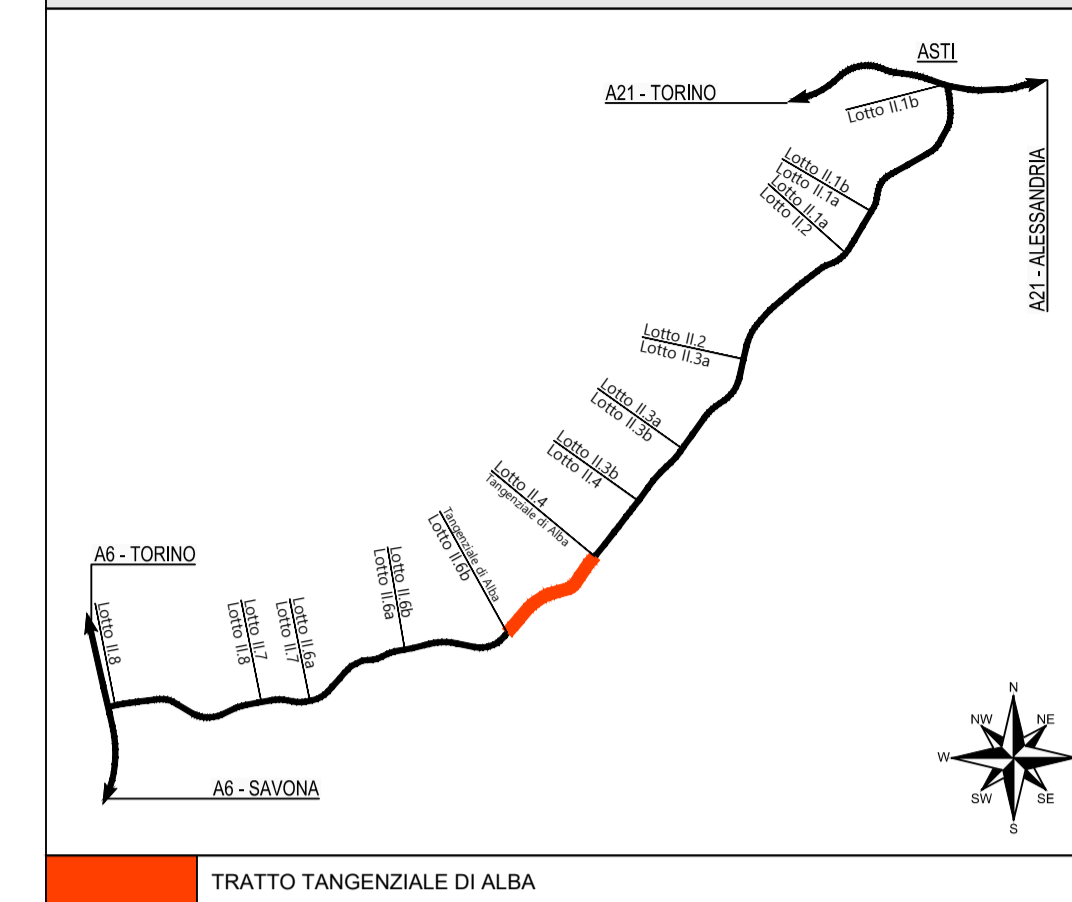 ASTI
A21 - TORINO
Lotto II.1b
A21 - ALESSANDRIA
Lotto II.1b
Lotto II.1a
Lotto II.1a
Lotto II.2
Lotto II.2
Lotto II.3a
Lotto II.3a
Lotto II.3b
Lotto II.3b
Lotto II.4
Lotto II.4
Tangenziale di Alba
Tangenziale di Alba
Lotto II.6b
Lotto II.6b
Lotto II.6a
Lotto II.6a
Lotto II.7
Lotto II.7
Lotto II.8
A6 - TORINO
Lotto II.8
A6 - SAVONA
N
NW
NE
W
SW
SE
S
TRATTO TANGENZIALE DI ALBA